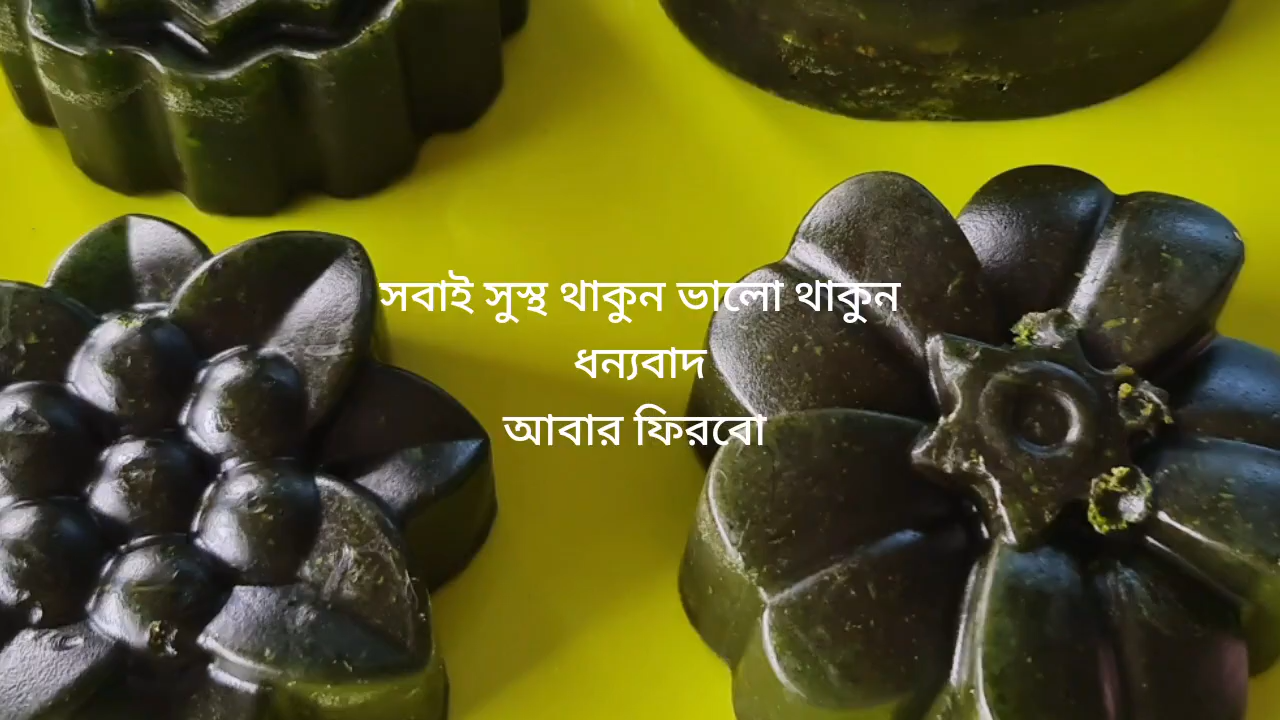 সবাই সুস্থ থাকুন ভালো থাকুন
ধন্যবাদ
আবার ফিরবো